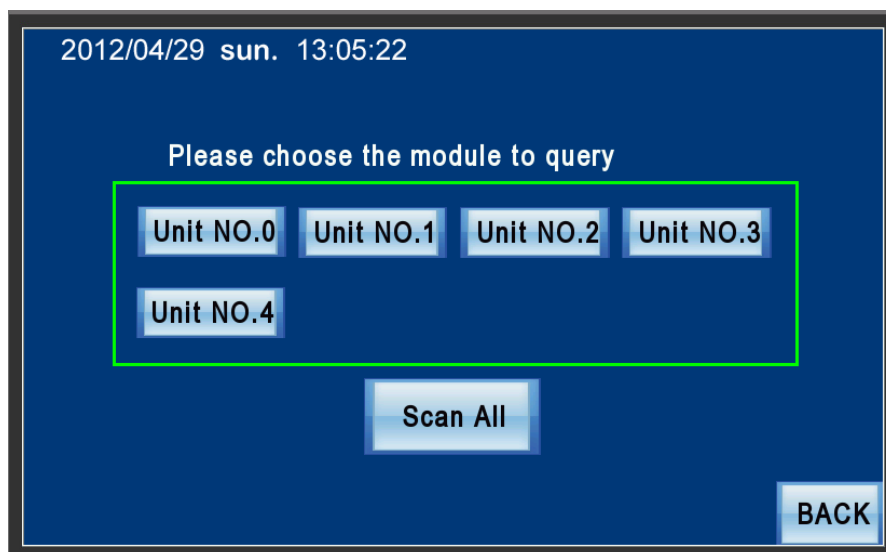 2012/04/29 sun. 13:05:22
Please choose the module to query
Unit NO.0 Unit NO.1 Unit NO.2 Unit NO.3
Unit NO.4
Scan All
BACK